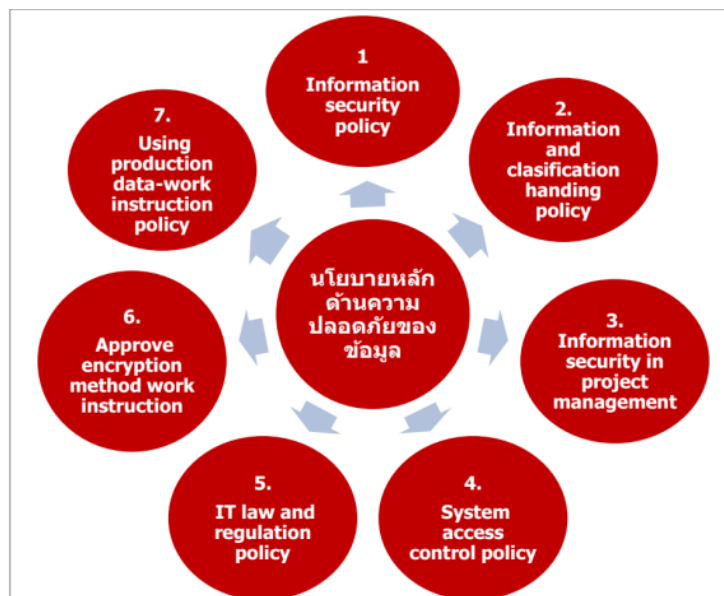 1
Information
security
policy
2.
Information
and
clasification
handing
policy
3.
Information
security in
project
management
4.
System
access
control policy
5.
IT law and
regulation
policy
6.
Approve
encryption
method work
instruction
7.
Using
production
data-work
instruction
policy
นโยบายหลัก
ด้านความ
ปลอดภัยของ
ข้อมูล